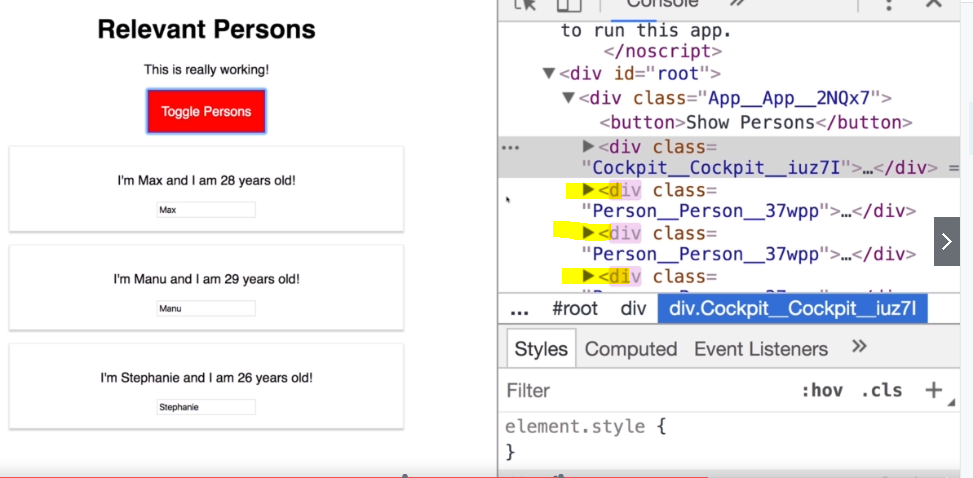 Relevant Persons
This is really working!
Toggle Persons
I'm Max and I am 28 years old!
Max
I'm Manu and I am 29 years old!
Manu
I'm Stephanie and I am 26 years old!
Stephanie
Console
to run this app.
</noscript>
▼<div id="root">
▼<div class="App__App__2NQx7">
<button>Show Persons</button>
… ▶<div class=
"Cockpit__Cockpit__iuz7I">…</div> =
▶<div class=
"Person__Person__37wpp">…</div>
▶<div class=
"Person__Person__37wpp">…</div>
▶<div class=
... #root div div.Cockpit__Cockpit__iuz7I
Styles Computed Event Listeners »
Filter :hov .cls +
element.style {
}